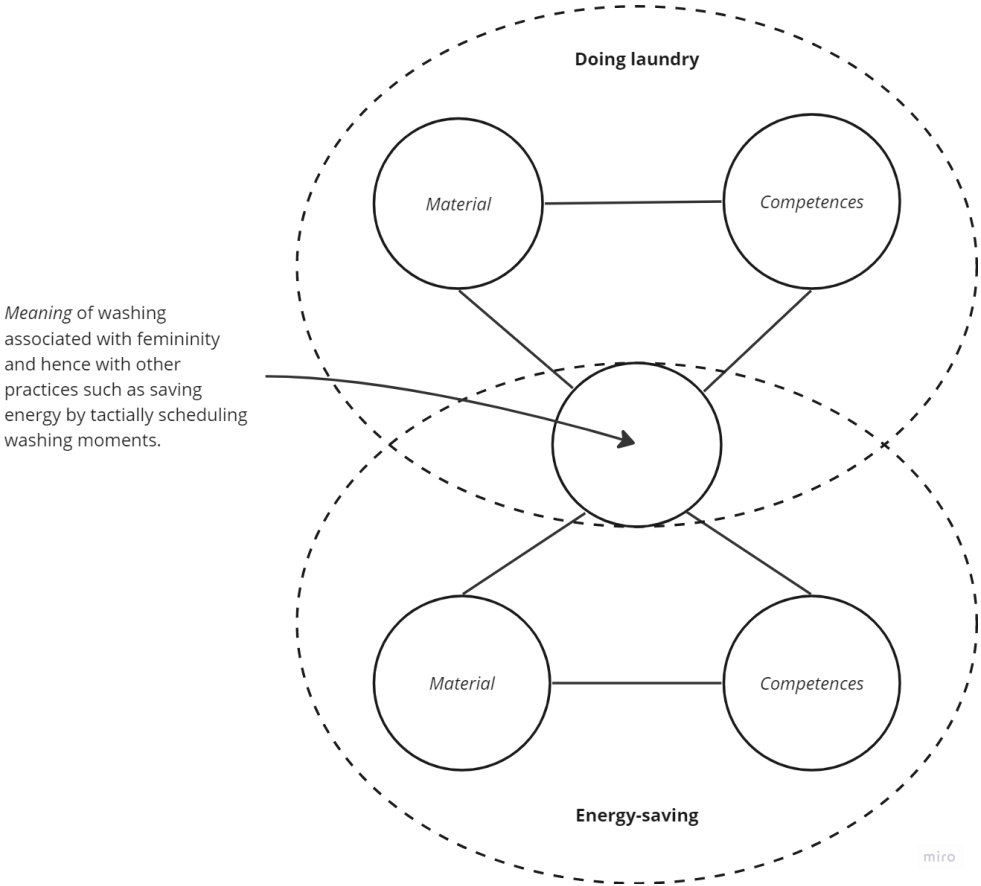 Doing laundry
Material
Competences
Meaning of washing
associated with femininity
and hence with other
practices such as saving
energy by tactially scheduling
washing moments.
Material
Competences
Energy-saving
miro